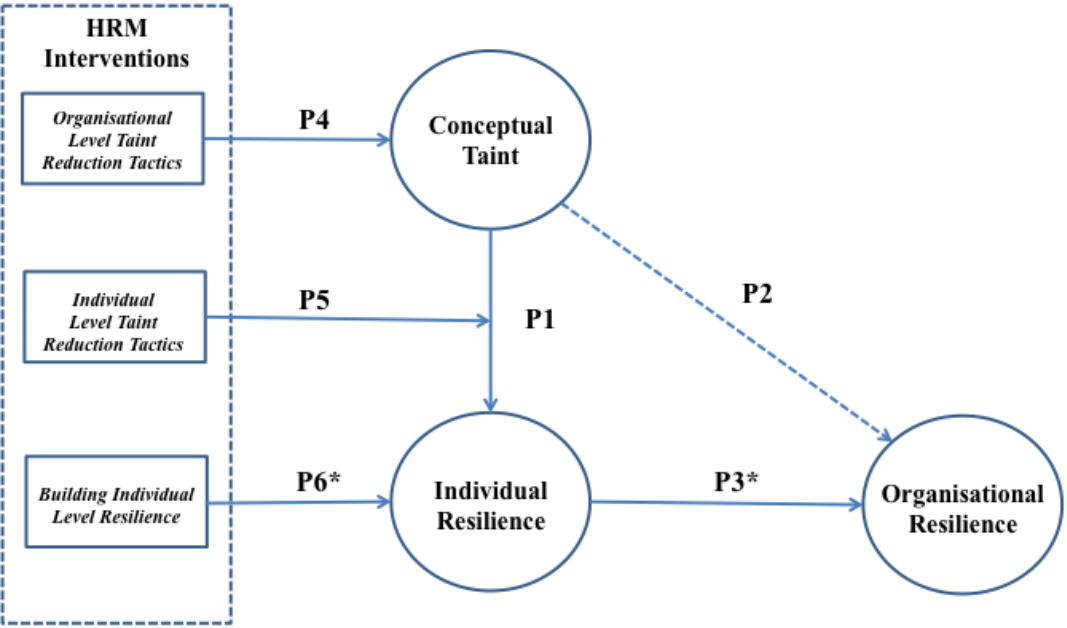 HRM
Interventions
Organisational
Level Taint
Reduction Tactics
P4
Conceptual
Taint
Individual
Level Taint
Reduction Tactics
P5
P1
P2
Building Individual
Level Resilience
P6*
Individual
Resilience
P3*
Organisational
Resilience